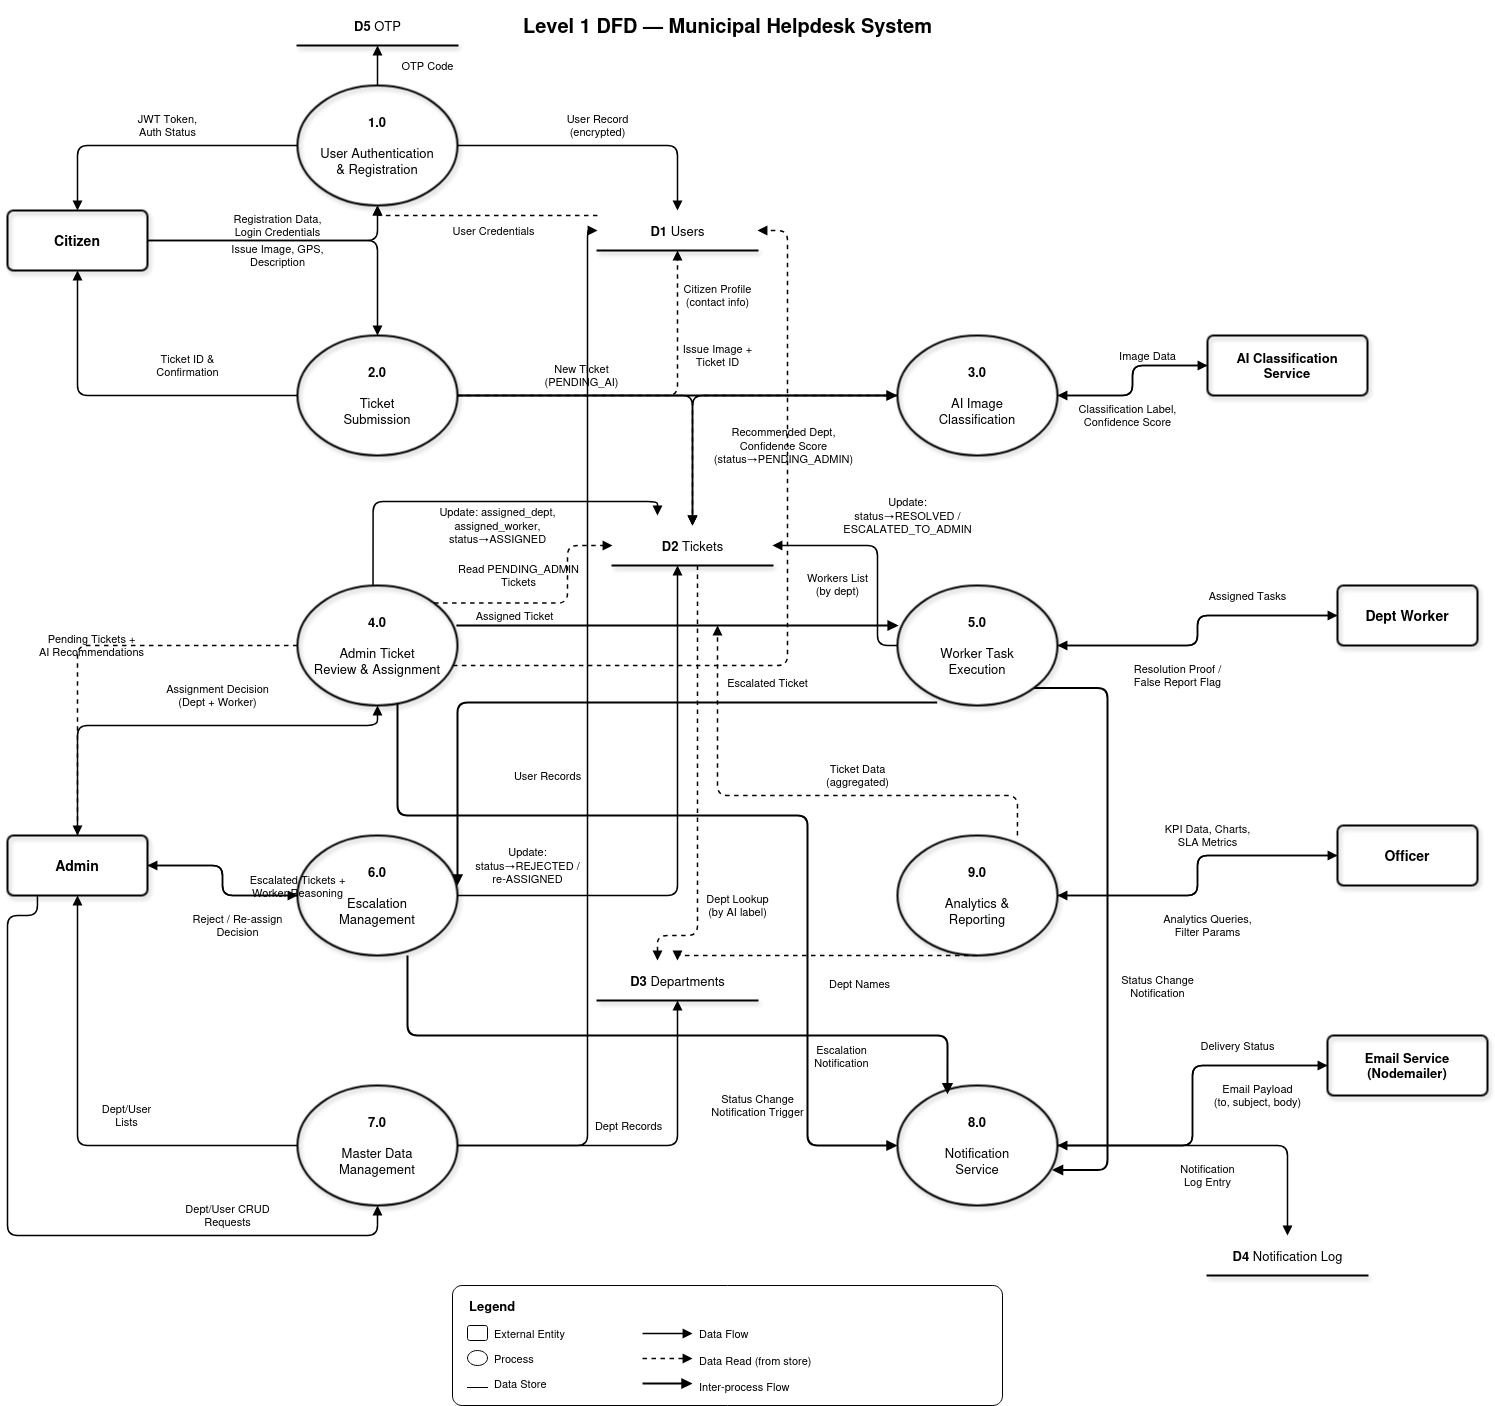 D5 OTP
Level 1 DFD — Municipal Helpdesk System
OTP Code
1.0
User Authentication
& Registration
JWT Token,
Auth Status
User Record
(encrypted)
Citizen
Registration Data,
Login Credentials
Issue Image, GPS,
Description
User Credentials
D1 Users
Citizen Profile
(contact info)
Issue Image +
Ticket ID
Ticket ID &
Confirmation
2.0
Ticket
Submission
New Ticket
(PENDING_AI)
3.0
AI Image
Classification
Image Data
AI Classification
Service
Classification Label,
Confidence Score
Recommended Dept,
Confidence Score
(status→PENDING_ADMIN)
Update: assigned_dept,
assigned_worker,
status→ASSIGNED
Update:
status→RESOLVED /
ESCALATED_TO_ADMIN
D2 Tickets
Read PENDING_ADMIN
Tickets
Workers List
(by dept)
Assigned Ticket
4.0
Admin Ticket
Review & Assignment
5.0
Worker Task
Execution
Assigned Tasks
Dept Worker
Resolution Proof /
False Report Flag
Pending Tickets +
AI Recommendations
Assignment Decision
(Dept + Worker)
Escalated Ticket
User Records
Ticket Data
(aggregated)
Admin
Escalated Tickets +
Worker Reasoning
Reject / Re-assign
Decision
6.0
Escalation
Management
Update:
status→REJECTED /
re-ASSIGNED
Dept Lookup
(by AI label)
9.0
Analytics &
Reporting
KPI Data, Charts,
SLA Metrics
Officer
Analytics Queries,
Filter Params
D3 Departments
Dept Names
Status Change
Notification
Escalation
Notification
Delivery Status
Email Service
(Nodemailer)
Email Payload
(to, subject, body)
Dept/User
Lists
7.0
Master Data
Management
Dept Records
Status Change
Notification Trigger
8.0
Notification
Service
Notification
Log Entry
Dept/User CRUD
Requests
D4 Notification Log
Legend
External Entity
Data Flow
Process
Data Read (from store)
Data Store
Inter-process Flow